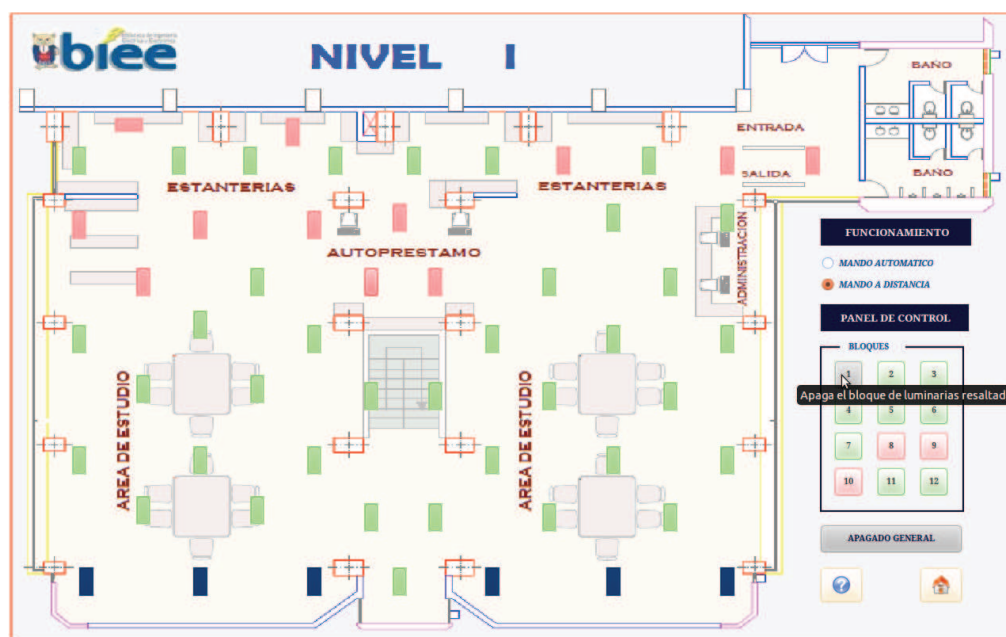 biee
NIVEL I
BAÑO
ENTRADA
SALIDA
BAÑO
ESTANTERIAS
ESTANTERIAS
AUTOPRESTAMO
ADMINISTRACION
FUNCIONAMIENTO
MANDO AUTOMATICO
MANDO A DISTANCIA
PANEL DE CONTROL
BLOQUES
1 2 3
Apaga el bloque de luminarias resaltad
4 5 6
7 8 9
10 11 12
AREA DE ESTUDIO
AREA DE ESTUDIO
APAGADO GENERAL
?